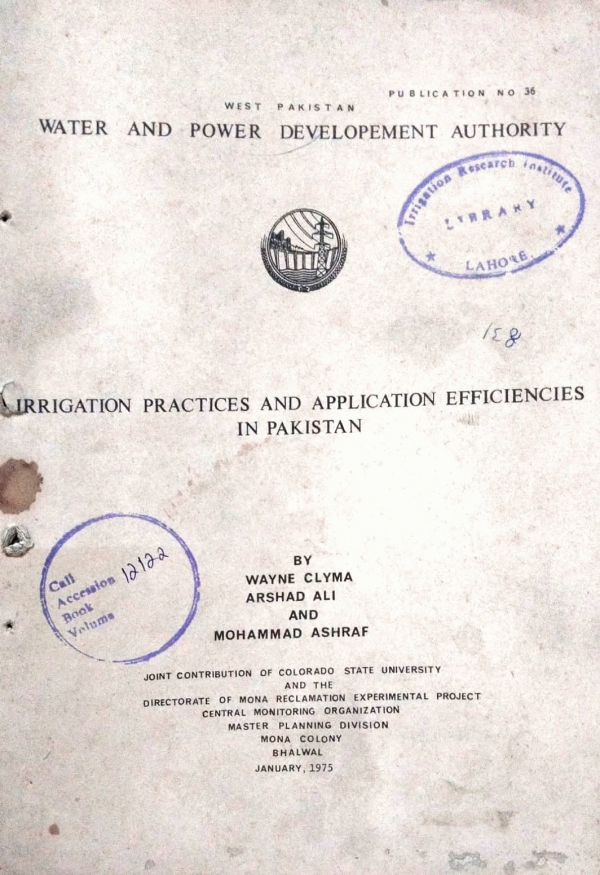 PUBLICATION NO 36
WEST PAKISTAN
WATER AND POWER DEVELOPEMENT AUTHORITY
Irrigation Research Institute
LIBRARY
LAHORE.
IRRIGATION PRACTICES AND APPLICATION EFFICIENCIES
IN PAKISTAN
Call
Accession 12122
Book
Volume
BY
WAYNE CLYMA
ARSHAD ALI
AND
MOHAMMAD ASHRAF
JOINT CONTRIBUTION OF COLORADO STATE UNIVERSITY
AND THE
DIRECTORATE OF MONA RECLAMATION EXPERIMENTAL PROJECT
CENTRAL MONITORING ORGANIZATION
MASTER PLANNING DIVISION
MONA COLONY
BHALWAL
JANUARY, 1975